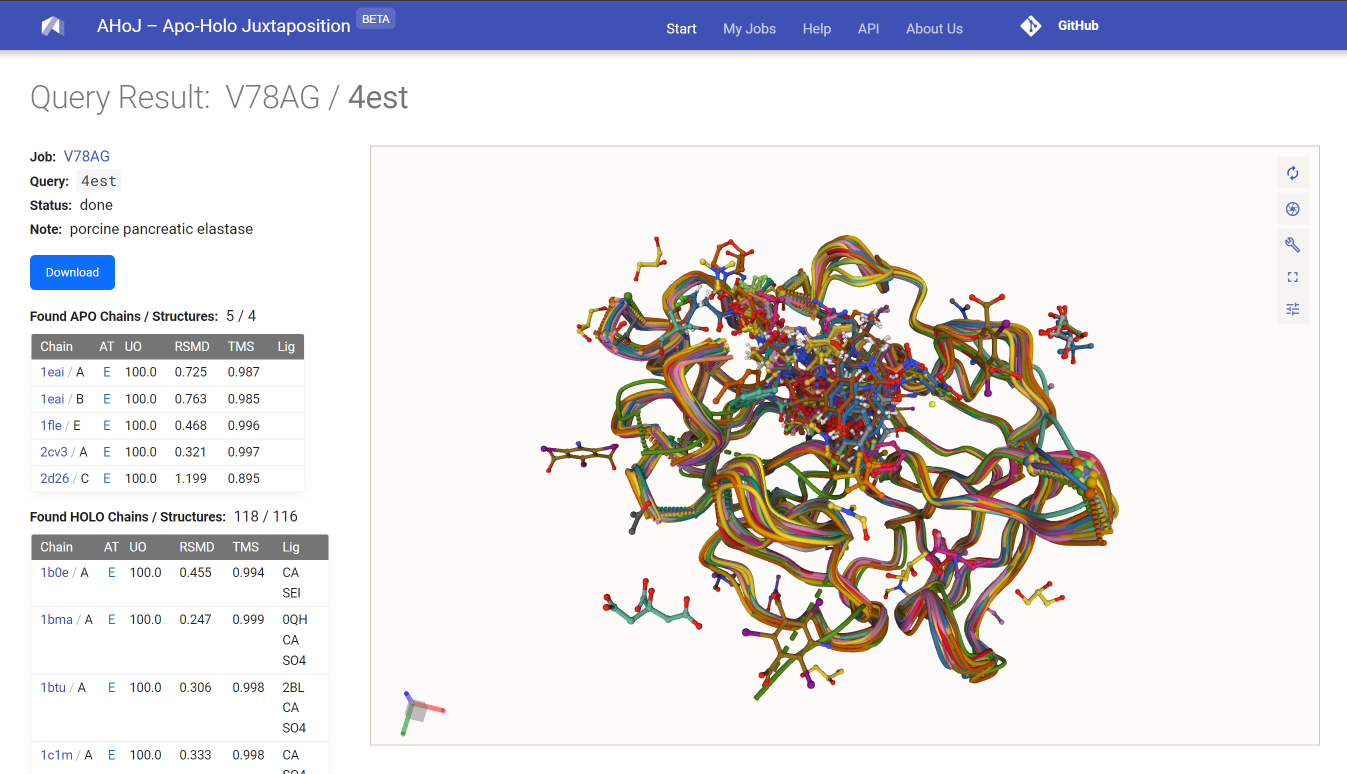 AHoJ – Apo-Holo Juxtaposition BETA Start My Jobs Help API About Us GitHub
Query Result: V78AG / 4est
Job: V78AG
Query: 4est
Status: done
Note: porcine pancreatic elastase
Download
Found APO Chains / Structures: 5 / 4
Chain AT UO RSMD TMS Lig
1eai / A E 100.0 0.725 0.987
1eai / B E 100.0 0.763 0.985
1fle / E E 100.0 0.468 0.996
2cv3 / A E 100.0 0.321 0.997
2d26 / C E 100.0 1.199 0.895
Found HOLO Chains / Structures: 118 / 116
Chain AT UO RSMD TMS Lig
1b0e / A E 100.0 0.455 0.994 CA
SEI
1bma / A E 100.0 0.247 0.999 0QH
CA
SO4
1btu / A E 100.0 0.306 0.998 2BL
CA
SO4
1c1m / A E 100.0 0.333 0.998 CA
SO4